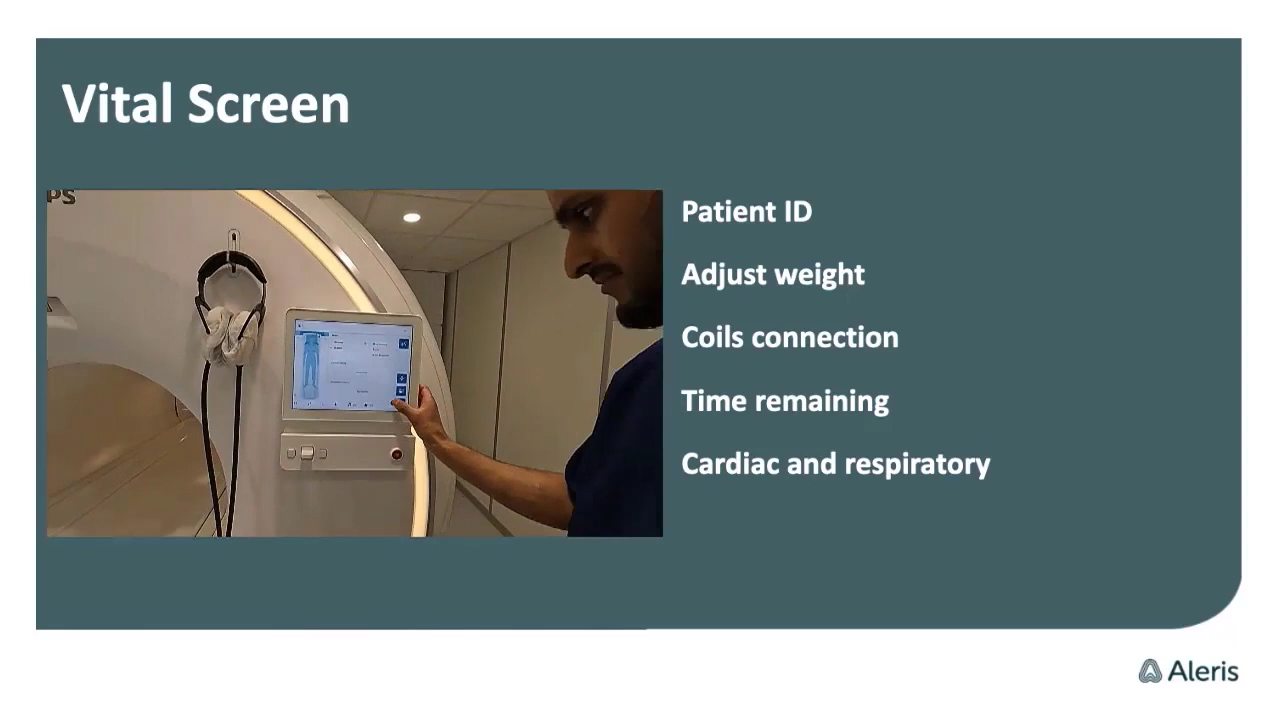 Vital Screen
PS
Patient ID
Adjust weight
Coils connection
Time remaining
Cardiac and respiratory
Aleris